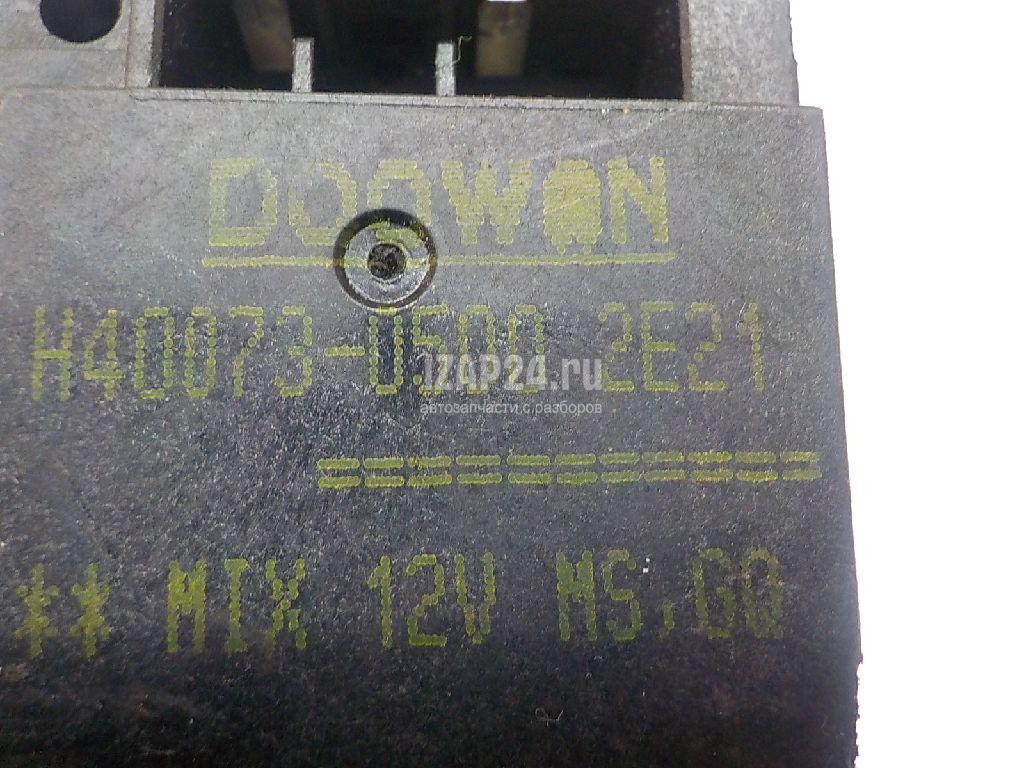 DOOWON
H40073-0500 2E21
1ZAP24.ru
автозапчасти с разборов
==========
** MIX 12V MS,GQ